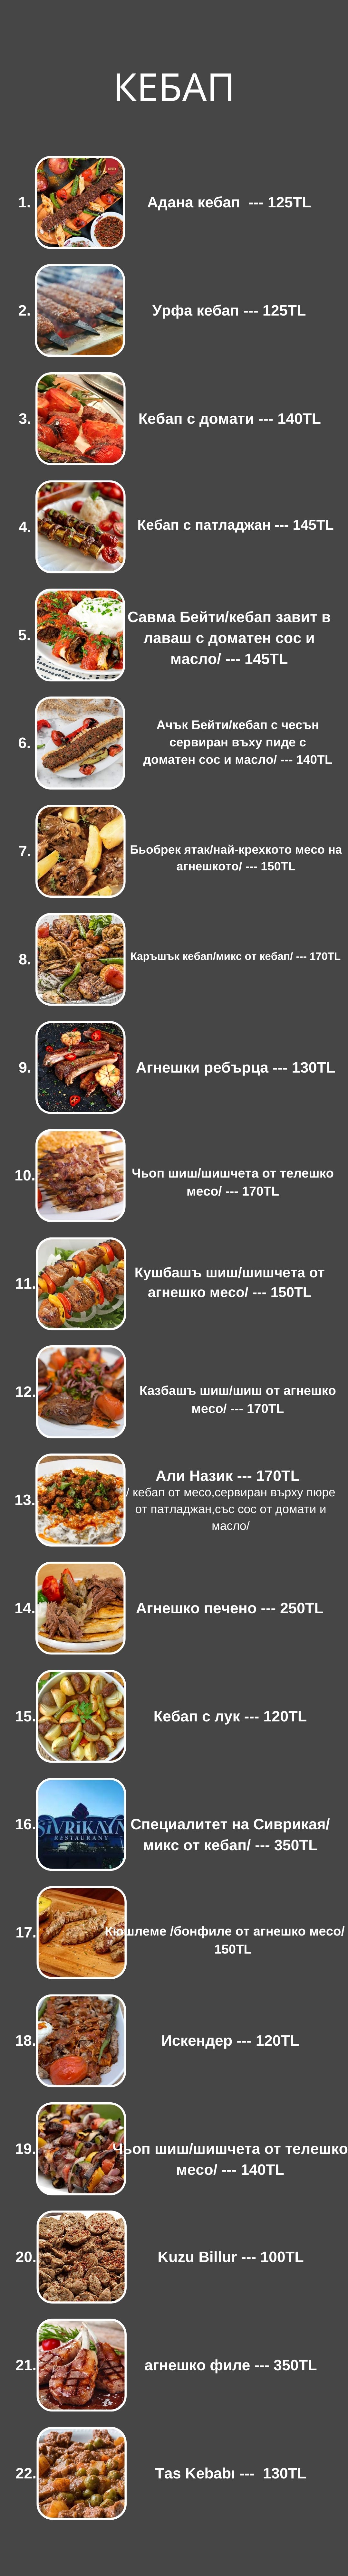 КЕБАП
1.
Адана кебап --- 125TL
2.
Урфа кебап --- 125TL
3.
Кебап с домати --- 140TL
4.
Кебап с патладжан --- 145TL
5.
Савма Бейти/кебап завит в
лаваш с доматен сос и
масло/ --- 145TL
6.
Ачък Бейти/кебап с чесън
сервиран въху пиде с
доматен сос и масло/ --- 140TL
7.
Бьобрек ятак/най-крехкото месо на
агнешкото/ --- 150TL
8.
Каръшък кебап/микс от кебап/ --- 170TL
9.
Агнешки ребърца --- 130TL
10.
Чьоп шиш/шишчета от телешко
месо/ --- 170TL
11.
Кушбашъ шиш/шишчета от
агнешко месо/ --- 150TL
12.
Казбашъ шиш/шиш от агнешко
месо/ --- 170TL
13.
Али Назик --- 170TL
/ кебап от месо,сервиран върху пюре
от патладжан,със сос от домати и
масло/
14.
Агнешко печено --- 250TL
15.
Кебап с лук --- 120TL
16.
SİVRİKAYA
RESTAURANT
Специалитет на Сиврикая/
микс от кебап/ --- 350TL
17.
Кюшлеме /бонфиле от агнешко месо/
150TL
18.
Искендер --- 120TL
19.
Чьоп шиш/шишчета от телешко
месо/ --- 140TL
20.
Kuzu Billur --- 100TL
21.
агнешко филе --- 350TL
22.
Tas Kebabı --- 130TL